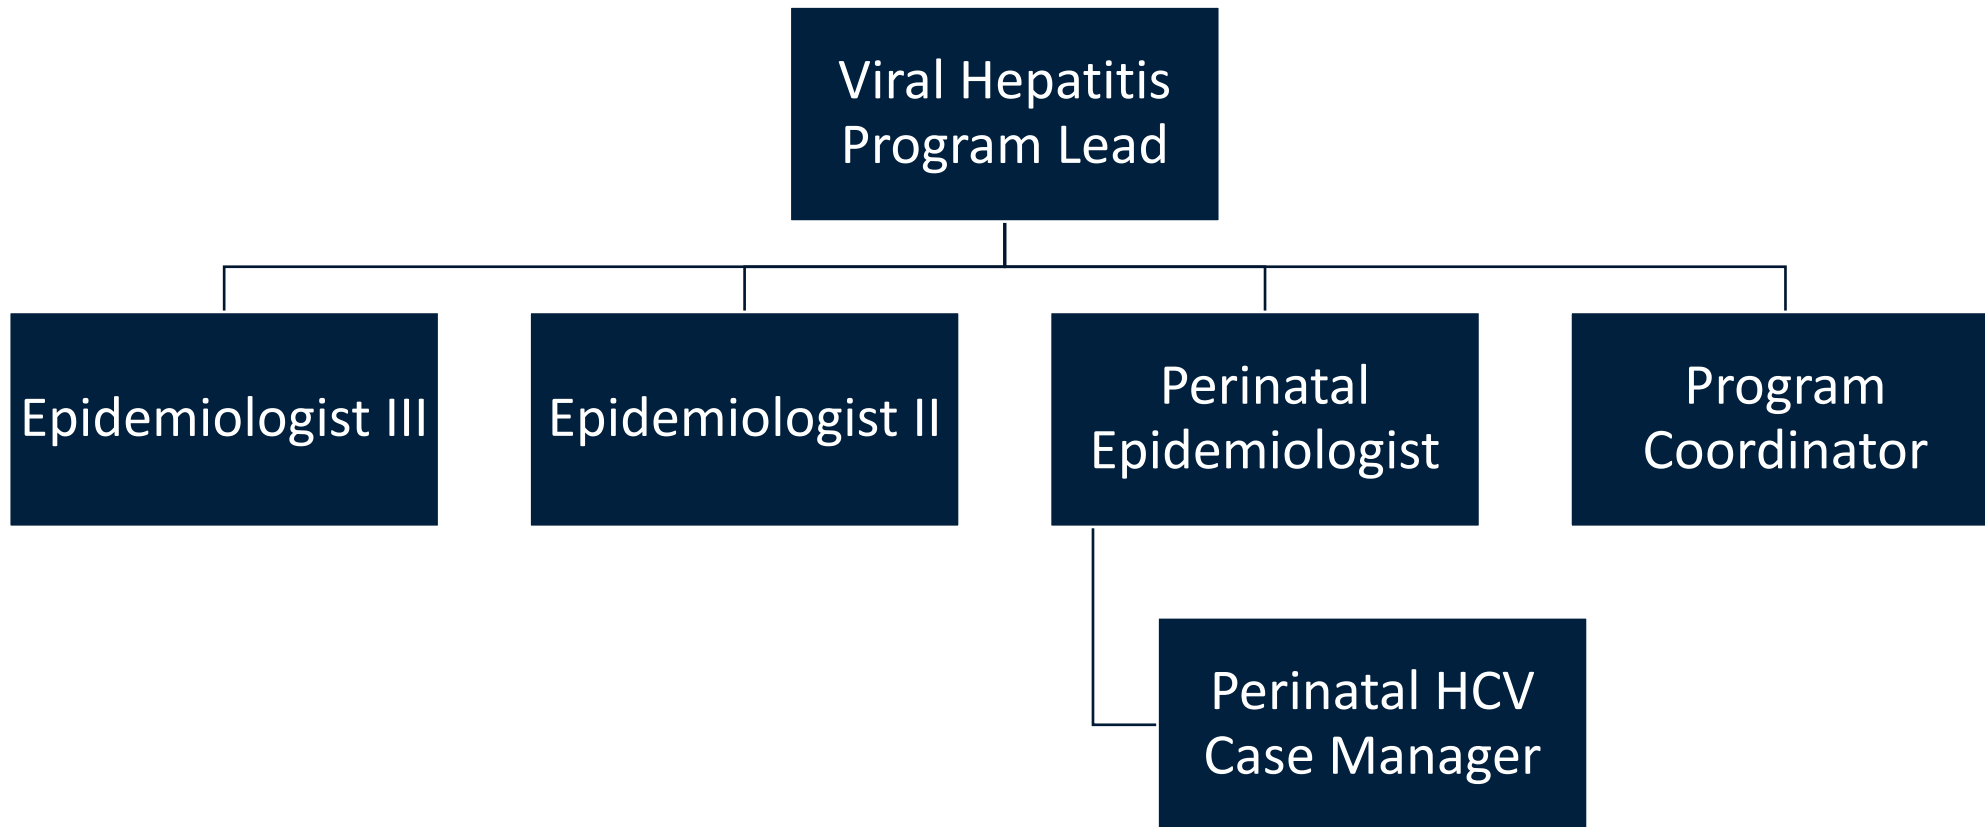 Viral Hepatitis
Program Lead
Epidemiologist III
Epidemiologist II
Perinatal
Epidemiologist
Program
Coordinator
Perinatal HCV
Case Manager